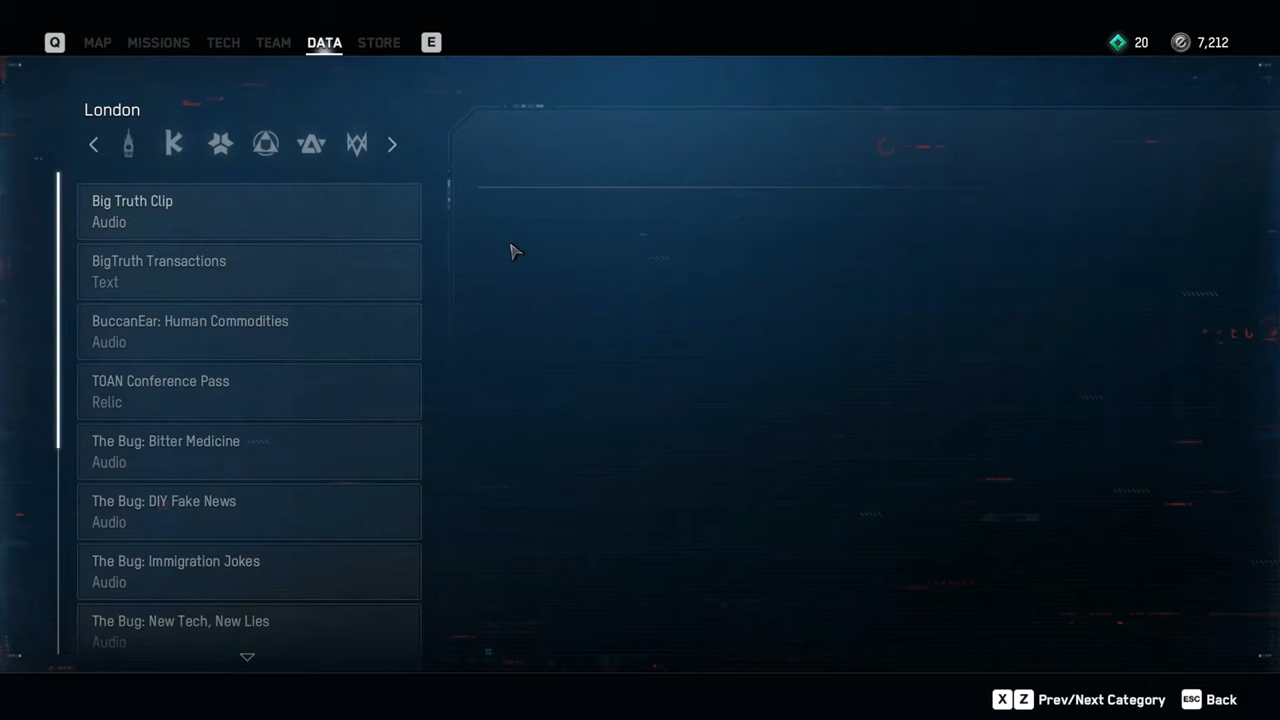 Q MAP MISSIONS TECH TEAM DATA STORE E 20 7,212
London
Big Truth Clip
Audio
BigTruth Transactions
Text
BuccanEar: Human Commodities
Audio
TOAN Conference Pass
Relic
The Bug: Bitter Medicine
Audio
The Bug: DIY Fake News
Audio
The Bug: Immigration Jokes
Audio
The Bug: New Tech, New Lies
Audio
X Z Prev/Next Category ESC Back